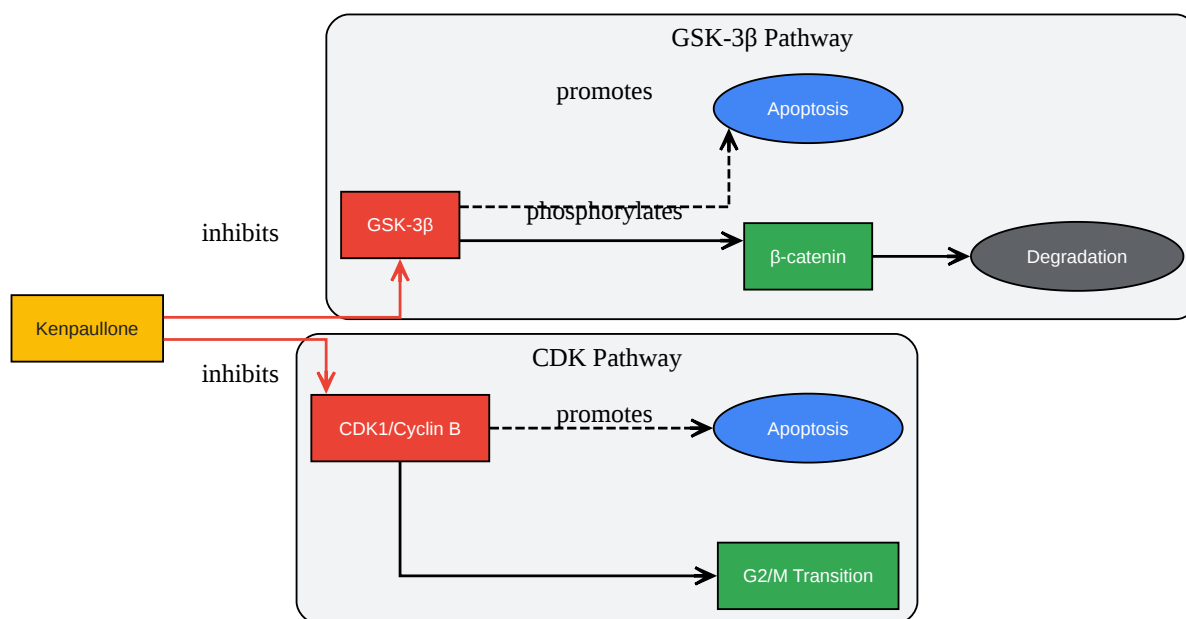 GSK-3β Pathway
promotes
Apoptosis
GSK-3β
phosphorylates
inhibits
β-catenin
Degradation
Kenpaullone
CDK Pathway
inhibits
promotes
CDK1/Cyclin B
Apoptosis
G2/M Transition